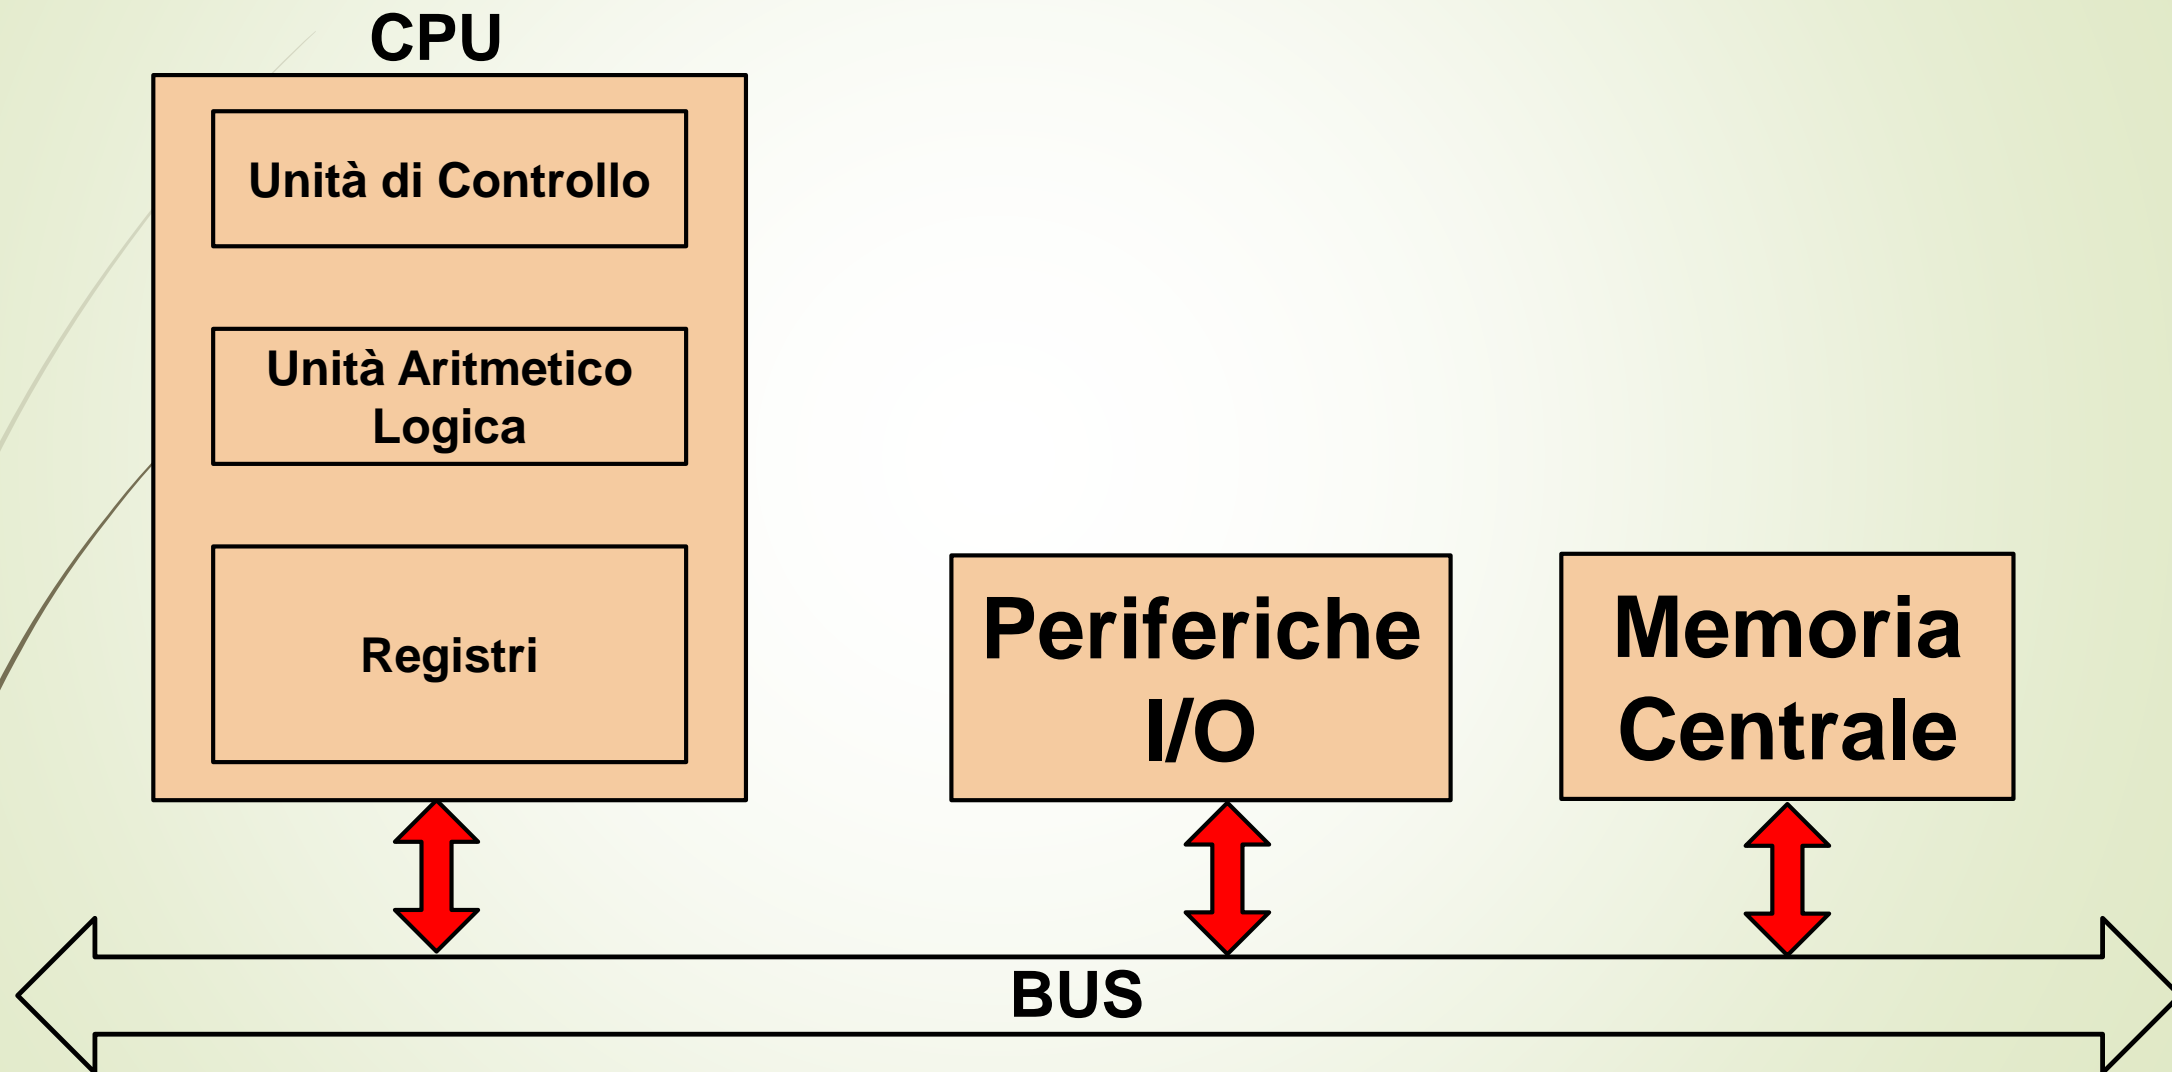 CPU
Unità di Controllo
Unità Aritmetico
Logica
Registri
Periferiche
I/O
Memoria
Centrale
BUS